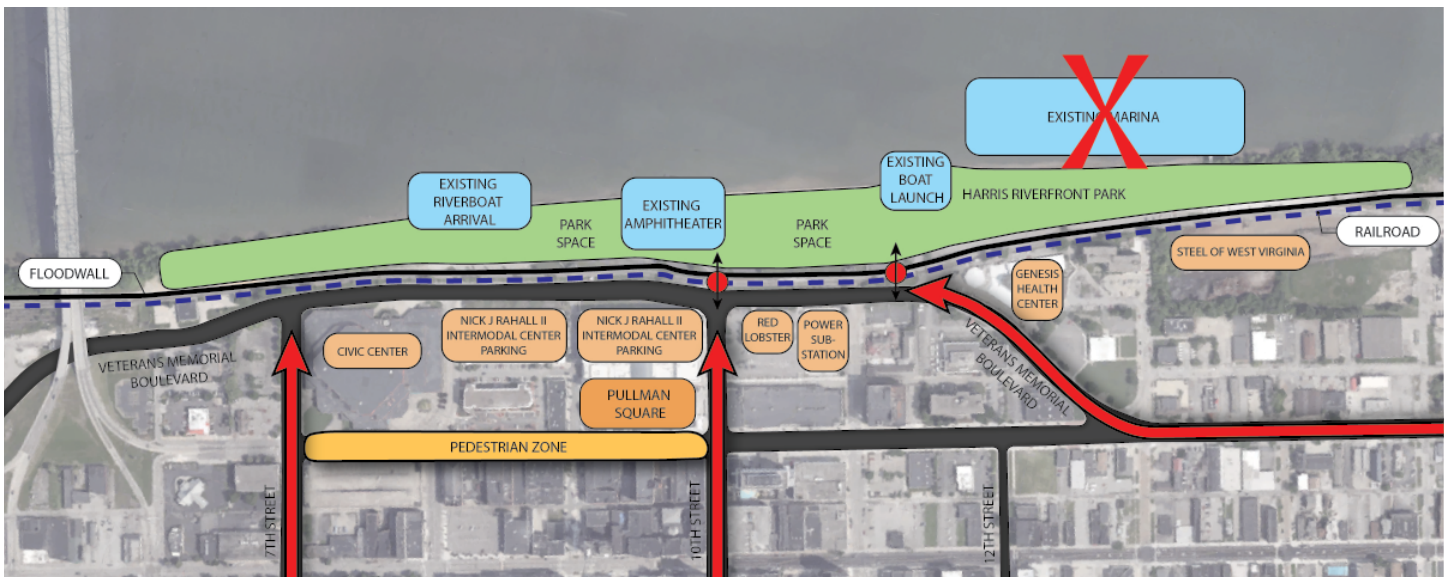 EXISTING MARINA
EXISTING
RIVERBOAT
ARRIVAL
EXISTING
AMPHITHEATER
EXISTING
BOAT
LAUNCH
HARRIS RIVERFRONT PARK
PARK
SPACE
PARK
SPACE
FLOODWALL
RAILROAD
STEEL OF WEST VIRGINIA
GENESIS
HEALTH
CENTER
VETERANS MEMORIAL
BOULEVARD
CIVIC CENTER
NICK J RAHALL II
INTERMODAL CENTER
PARKING
NICK J RAHALL II
INTERMODAL CENTER
PARKING
RED
LOBSTER
POWER
SUB-
STATION
VETERANS MEMORIAL
BOULEVARD
PULLMAN
SQUARE
PEDESTRIAN ZONE
7TH STREET
10TH STREET
12TH STREET